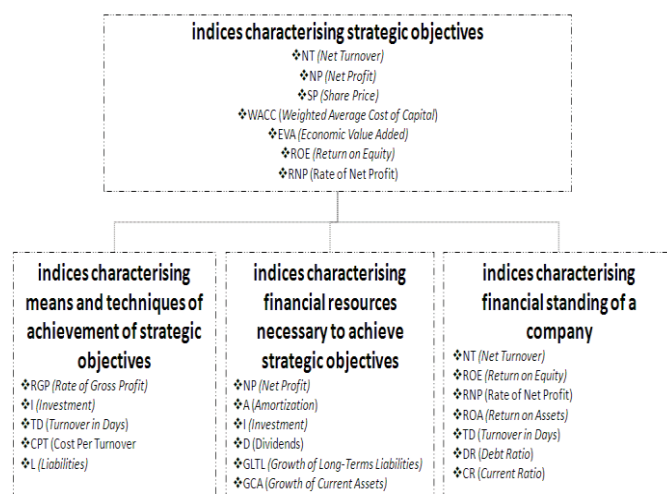 indices characterising strategic objectives
❖NT (Net Turnover)
❖NP (Net Profit)
❖SP (Share Price)
❖WACC (Weighted Average Cost of Capital)
❖EVA (Economic Value Added)
❖ROE (Return on Equity)
❖RNP (Rate of Net Profit)
indices characterising
means and techniques of
achievement of strategic
objectives
❖RGP (Rate of Gross Profit)
❖I (Investment)
❖TD (Turnover in Days)
❖CPT (Cost Per Turnover
❖L (Liabilities)
indices characterising
financial resources
necessary to achieve
strategic objectives
❖NP (Net Profit)
❖A (Amortization)
❖I (Investment)
❖D (Dividends)
❖GLTL (Growth of Long-Terms Liabilities)
❖GCA (Growth of Current Assets)
indices characterising
financial standing of a
company
❖NT (Net Turnover)
❖ROE (Return on Equity)
❖RNP (Rate of Net Profit)
❖ROA (Return on Assets)
❖TD (Turnover in Days)
❖DR (Debt Ratio)
❖CR (Current Ratio)